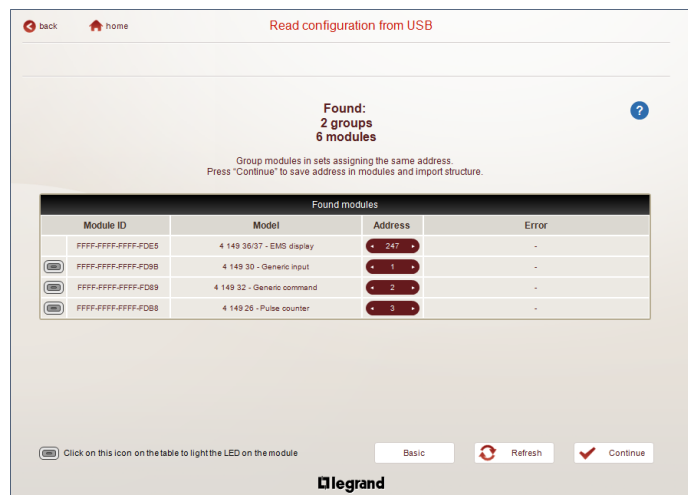 back
home
Read configuration from USB
Found:
2 groups
6 modules
?
Group modules in sets assigning the same address.
Press "Continue" to save address in modules and import structure.
Found modules
Module ID Model Address Error
FFFF-FFFF-FFFF-FDE5 4 149 36/37 - EMS display 247 -
FFFF-FFFF-FFFF-FD9B 4 149 30 - Generic input 1 -
FFFF-FFFF-FFFF-FD89 4 149 32 - Generic command 2 -
FFFF-FFFF-FFFF-FDB8 4 149 26 - Pulse counter 3 -
Click on this icon on the table to light the LED on the module
Basic
Refresh
Continue
legrand